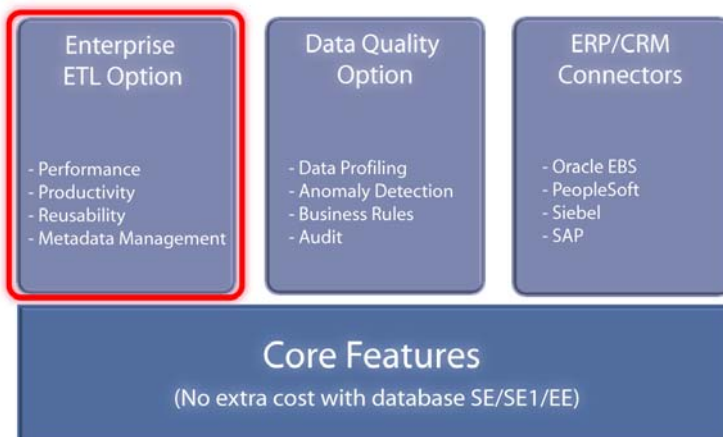 Enterprise
ETL Option
- Performance
- Productivity
- Reusability
- Metadata Management
Data Quality
Option
- Data Profiling
- Anomaly Detection
- Business Rules
- Audit
ERP/CRM
Connectors
- Oracle EBS
- PeopleSoft
- Siebel
- SAP
Core Features
(No extra cost with database SE/SE1/EE)